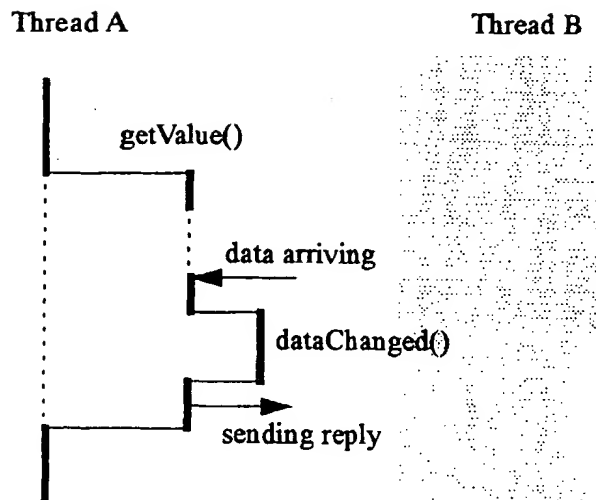 Thread A
Thread B
getValue()
data arriving
dataChanged()
sending reply